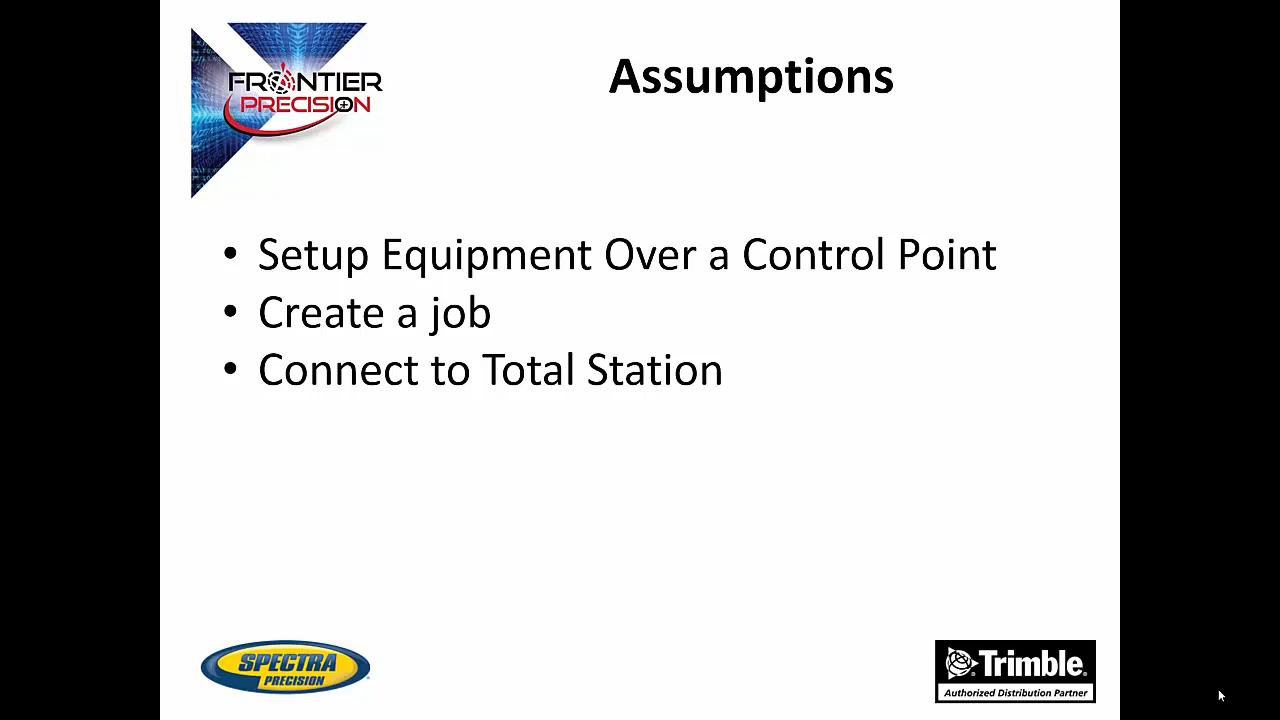 FRONTIER
PRECISION
Assumptions
• Setup Equipment Over a Control Point
• Create a job
• Connect to Total Station
SPECTRA
PRECISION
Trimble.
Authorized Distribution Partner